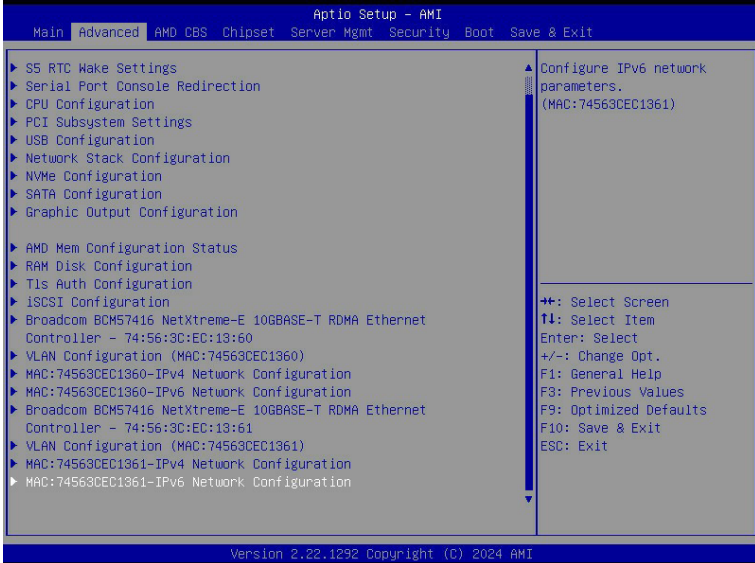 Aptio Setup – AMI
Main Advanced AMD CBS Chipset Server Mgmt Security Boot Save & Exit
S5 RTC Wake Settings
Serial Port Console Redirection
CPU Configuration
PCI Subsystem Settings
USB Configuration
Network Stack Configuration
NVMe Configuration
SATA Configuration
Graphic Output Configuration
AMD Mem Configuration Status
RAM Disk Configuration
Tls Auth Configuration
iSCSI Configuration
Broadcom BCM57416 NetXtreme-E 10GBASE-T RDMA Ethernet
Controller – 74:56:3C:EC:13:60
VLAN Configuration (MAC:74563CEC1360)
MAC:74563CEC1360-IPv4 Network Configuration
MAC:74563CEC1360-IPv6 Network Configuration
Broadcom BCM57416 NetXtreme-E 10GBASE-T RDMA Ethernet
Controller – 74:56:3C:EC:13:61
VLAN Configuration (MAC:74563CEC1361)
MAC:74563CEC1361-IPv4 Network Configuration
MAC:74563CEC1361-IPv6 Network Configuration
Configure IPv6 network
parameters.
(MAC:74563CEC1361)
→←: Select Screen
↑↓: Select Item
Enter: Select
+/-: Change Opt.
F1: General Help
F3: Previous Values
F9: Optimized Defaults
F10: Save & Exit
ESC: Exit
Version 2.22.1292 Copyright (C) 2024 AMI